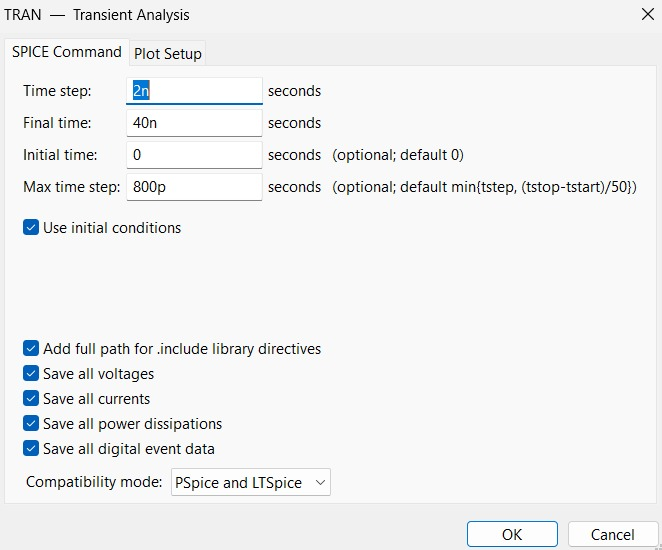 TRAN — Transient Analysis
SPICE Command Plot Setup
Time step: 2n seconds
Final time: 40n seconds
Initial time: 0 seconds (optional; default 0)
Max time step: 800p seconds (optional; default min{tstep, (tstop-tstart)/50})
Use initial conditions
Add full path for .include library directives
Save all voltages
Save all currents
Save all power dissipations
Save all digital event data
Compatibility mode: PSpice and LTSpice
OK Cancel